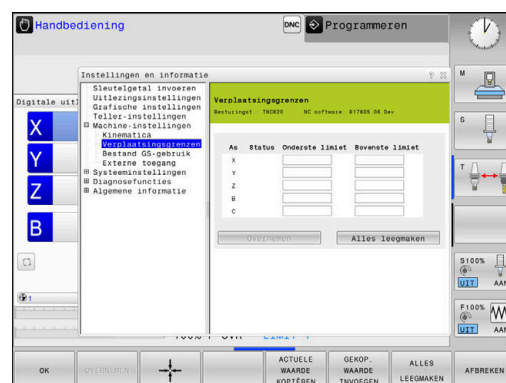 Handbediening
DNC
Programmeren
Instellingen en informatie
Digitale uit
X
Y
Z
B
Sleutelgetal invoeren
Uitlezingsinstellingen
Grafische instellingen
Teller-instellingen
Machine-instellingen
Kinematica
Verplaatsingsgrenzen
Bestand GS-gebruik
Externe toegang
Systeeminstellingen
Diagnosefuncties
Algemene informatie
Verplaatsingsgrenzen
Besturingst.: TNC620 NC software: 817605 06 Dev
As Status Onderste limiet Bovenste limiet
X
Y
Z
B
C
Overnemen
Alles leegmaken
1
M
S
T
S100%
UIT AAN
F100%
UIT AAN
OK
OVERNEMEN
ACTUELE
WAARDE
KOPIËREN
GEKOP.
WAARDE
INVOEGEN
ALLES
LEEGMAKEN
AFBREKEN